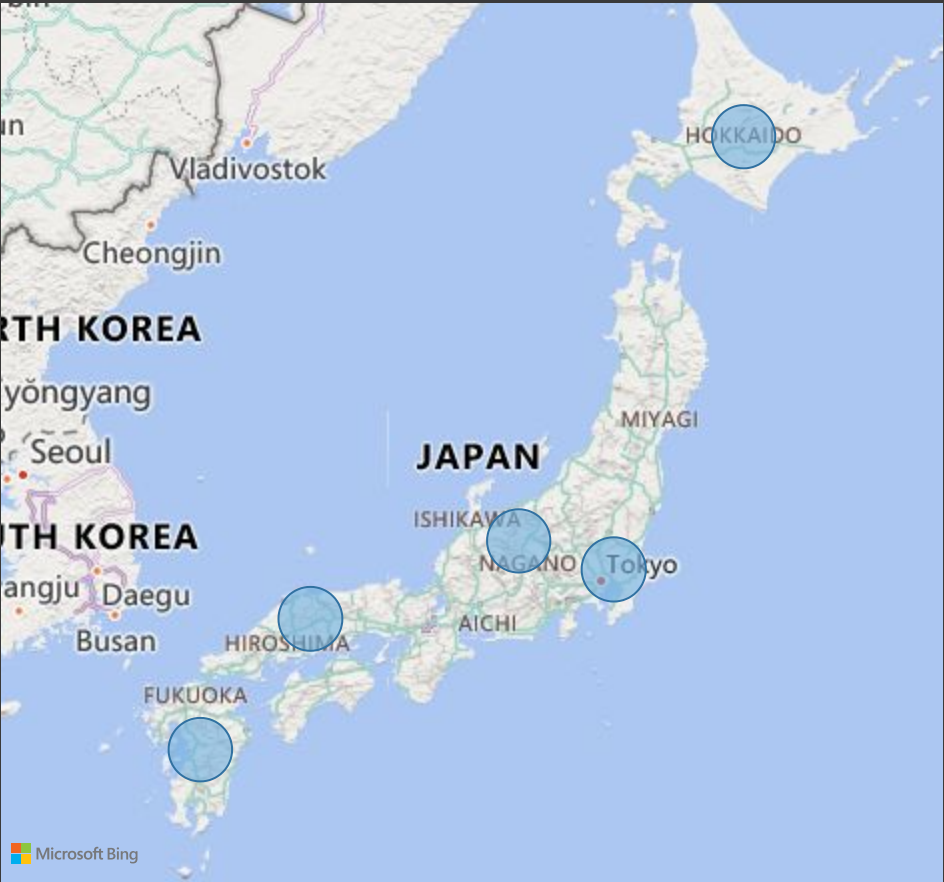 un
HOKKAIDO
Vladivostok
Cheongjin
RTH KOREA
yŏngyang
MIYAGI
Seoul
JAPAN
ISHIKAWA
UTH KOREA
NAGANO
Tokyo
angju
Daegu
AICHI
Busan
HIROSHIMA
FUKUOKA
Microsoft Bing